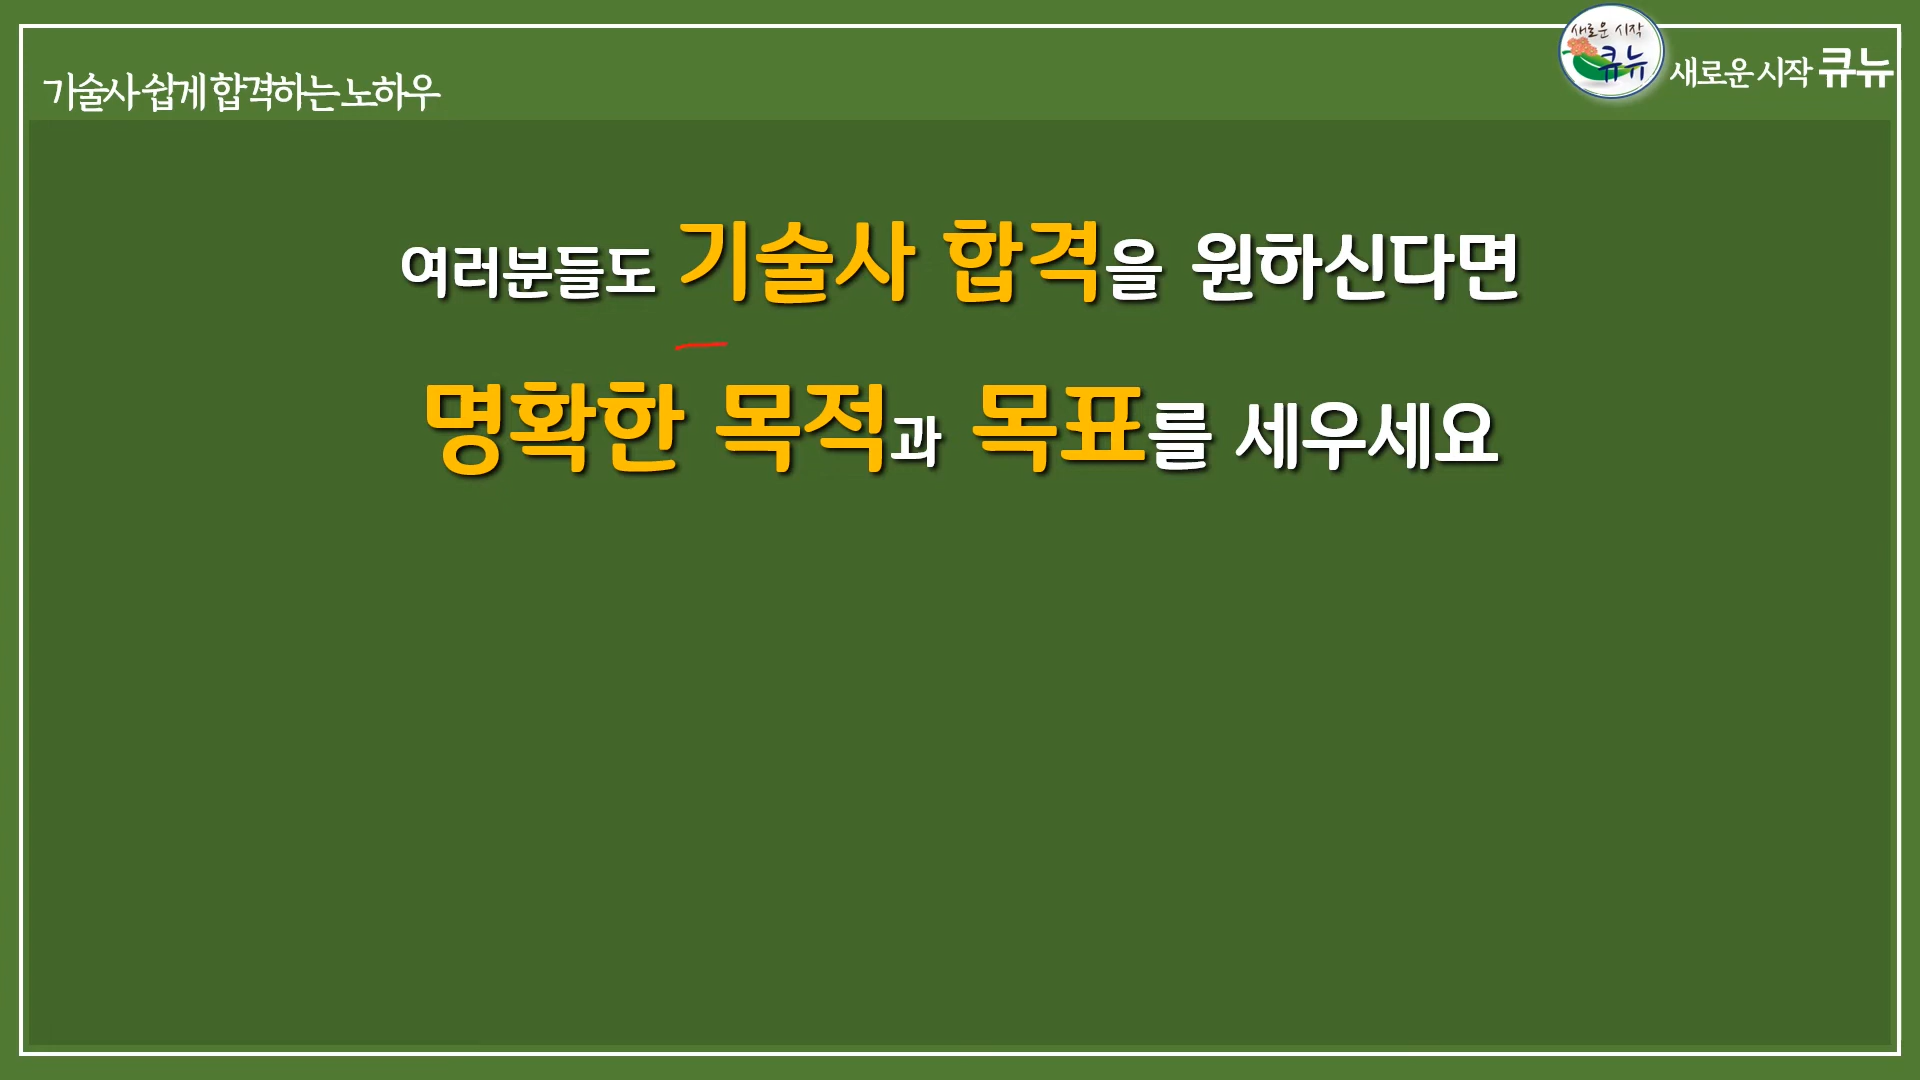 기술사 쉽게 합격하는 노하우
새로운 시작
큐뉴
새로운 시작 큐뉴
여러분들도 기술사 합격을 원하신다면
명확한 목적과 목표를 세우세요